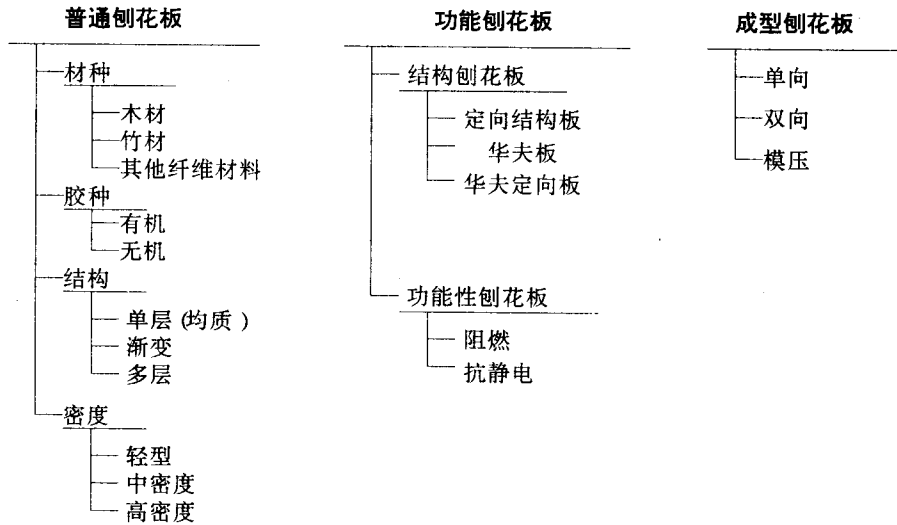 普通刨花板
材种
木材
竹材
其他纤维材料
胶种
有机
无机
结构
单层(均质)
渐变
多层
密度
轻型
中密度
高密度
功能刨花板
结构刨花板
定向结构板
华夫板
华夫定向板
功能性刨花板
阻燃
抗静电
成型刨花板
单向
双向
模压